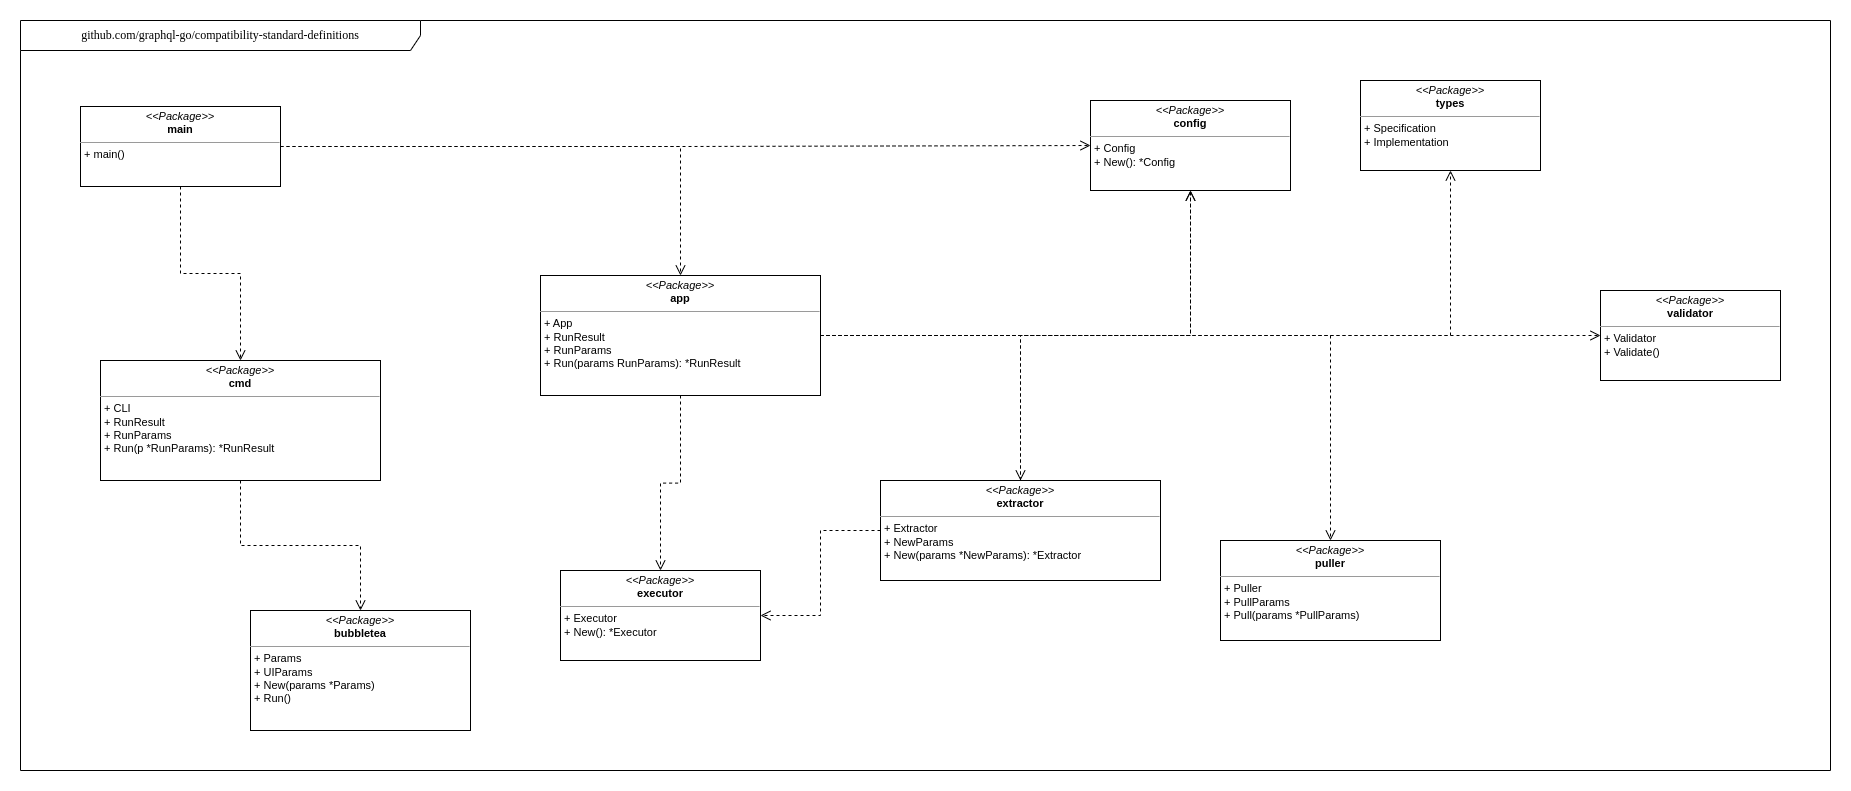 github.com/graphql-go/compatibility-standard-definitions
<<Package>>
main
+ main()
<<Package>>
config
+ Config
+ New(): *Config
<<Package>>
types
+ Specification
+ Implementation
<<Package>>
app
+ App
+ RunResult
+ RunParams
+ Run(params RunParams): *RunResult
<<Package>>
validator
+ Validator
+ Validate()
<<Package>>
cmd
+ CLI
+ RunResult
+ RunParams
+ Run(p *RunParams): *RunResult
<<Package>>
extractor
+ Extractor
+ NewParams
+ New(params *NewParams): *Extractor
<<Package>>
puller
+ Puller
+ PullParams
+ Pull(params *PullParams)
<<Package>>
executor
+ Executor
+ New(): *Executor
<<Package>>
bubbletea
+ Params
+ UIParams
+ New(params *Params)
+ Run()